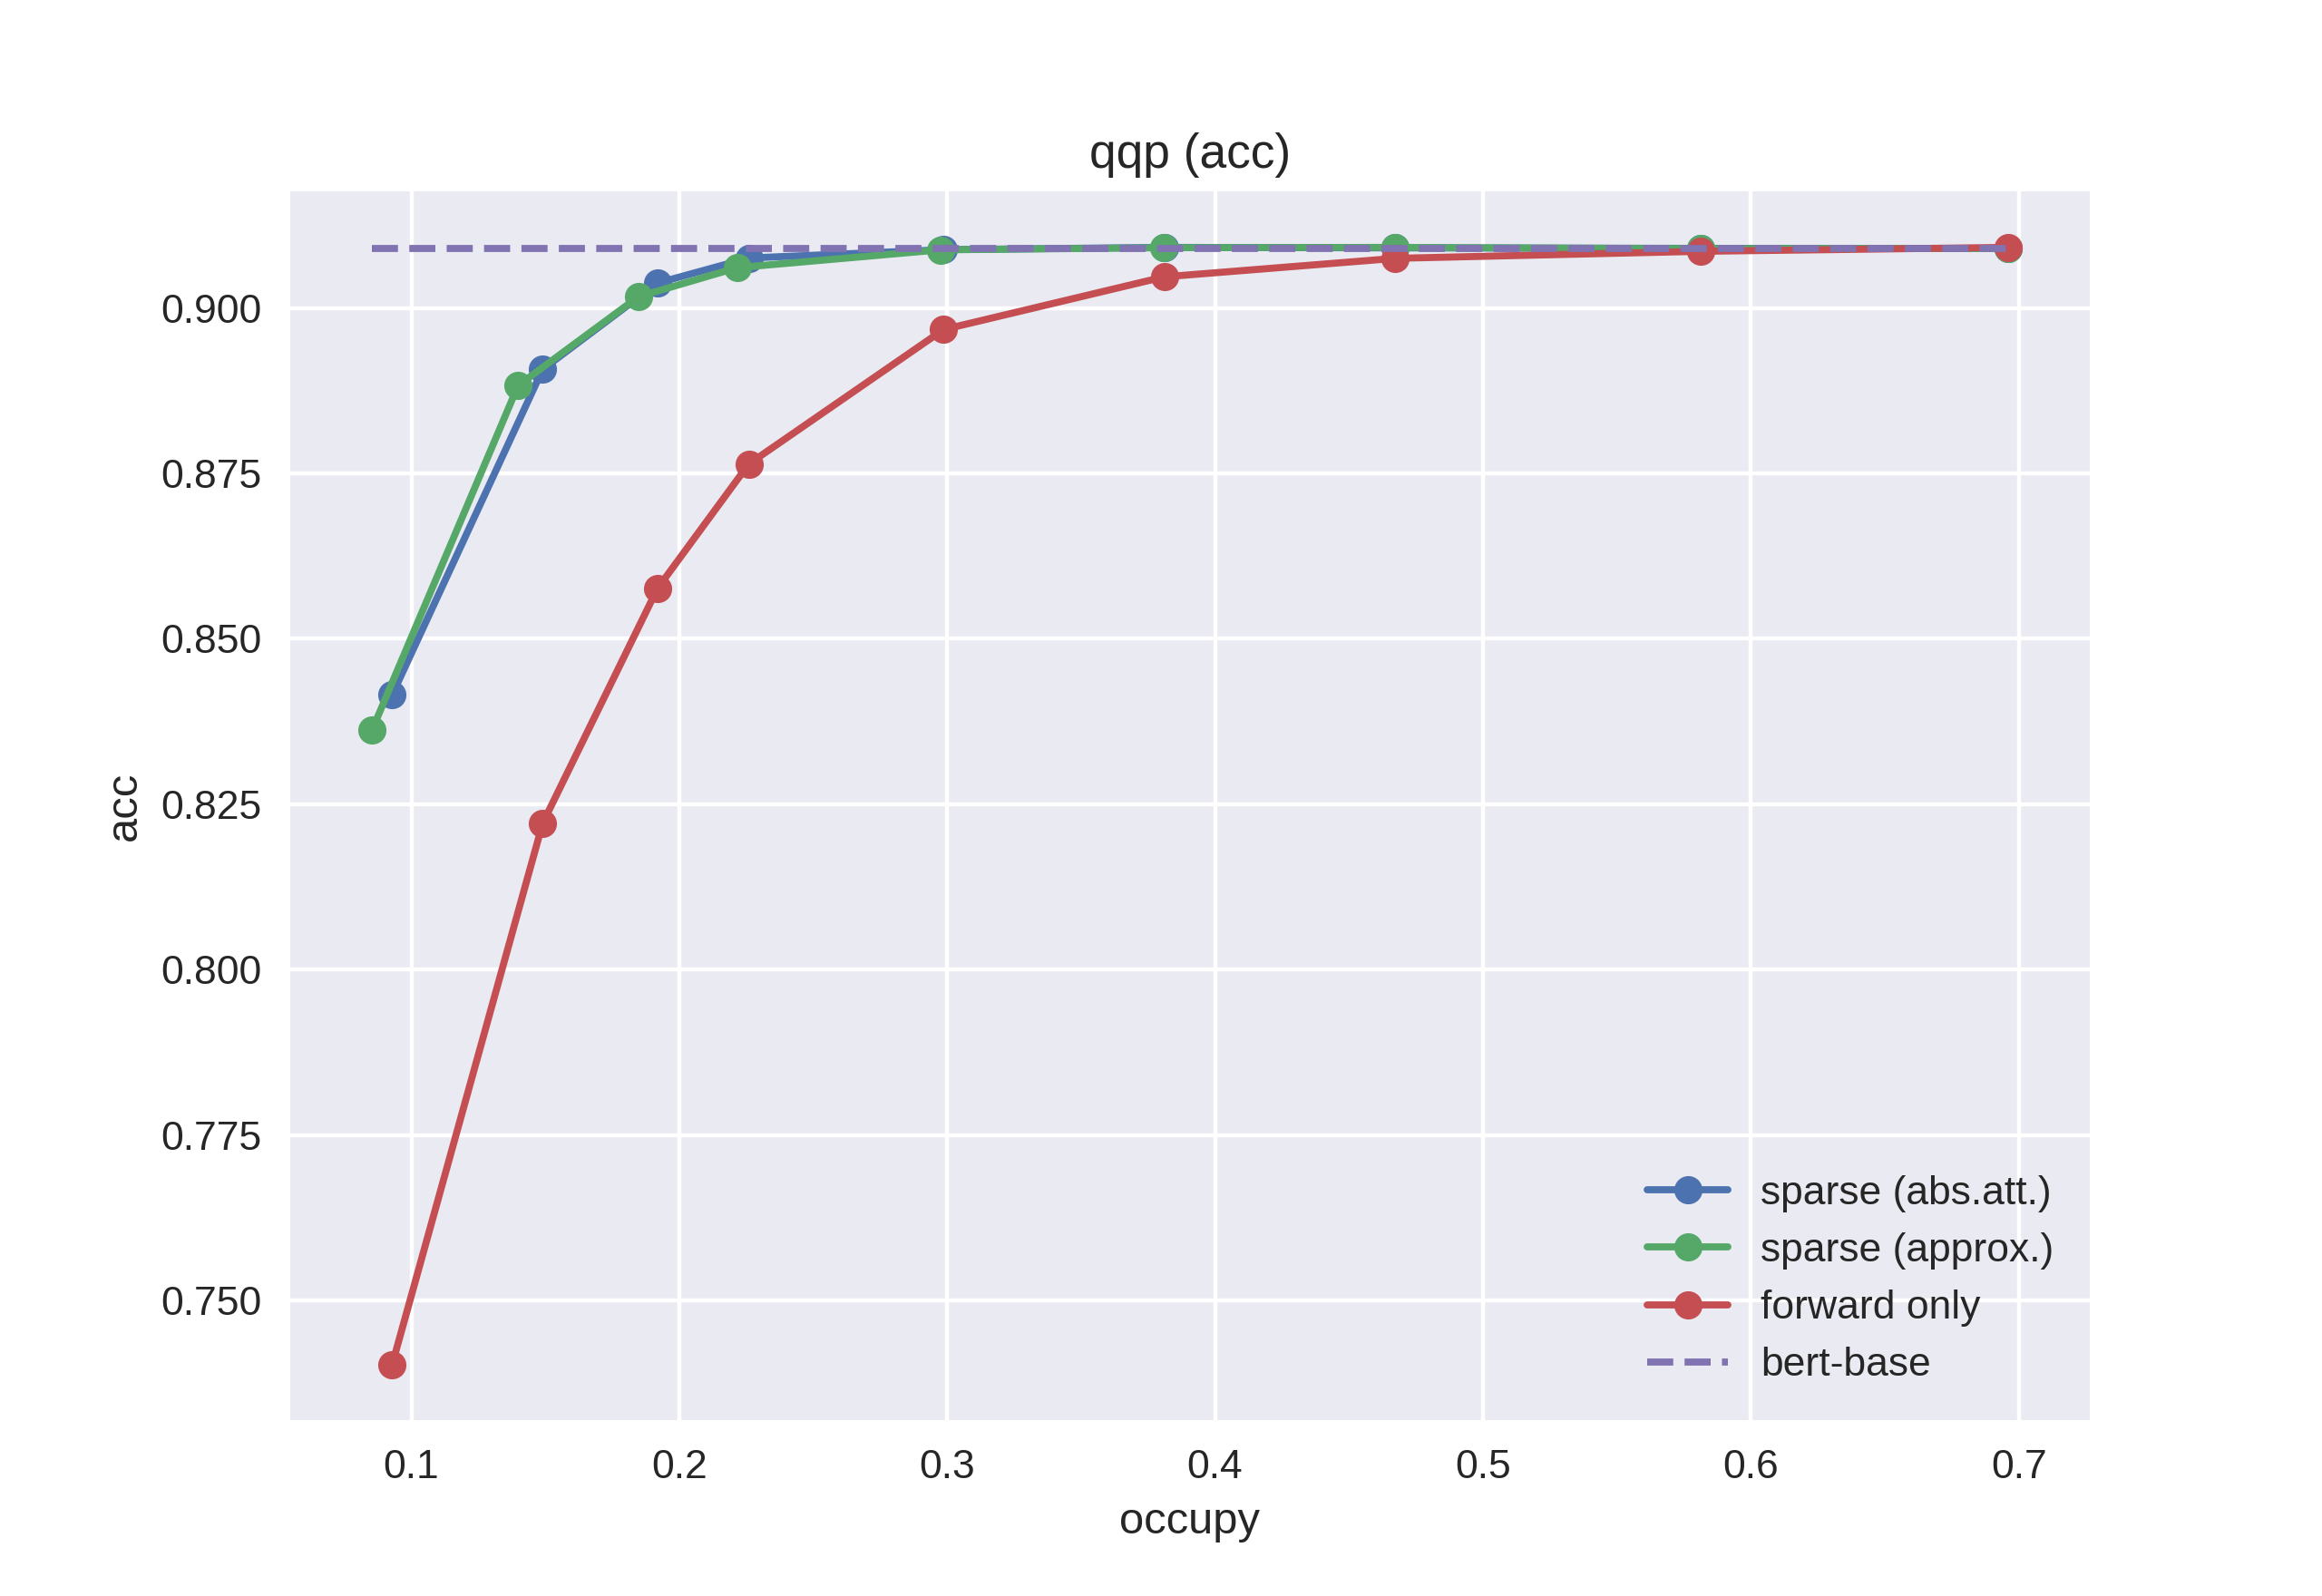 qqp (acc)
acc
0.900
0.875
0.850
0.825
0.800
0.775
0.750
sparse (abs.att.)
sparse (approx.)
forward only
bert-base
0.1 0.2 0.3 0.4 0.5 0.6 0.7
occupy